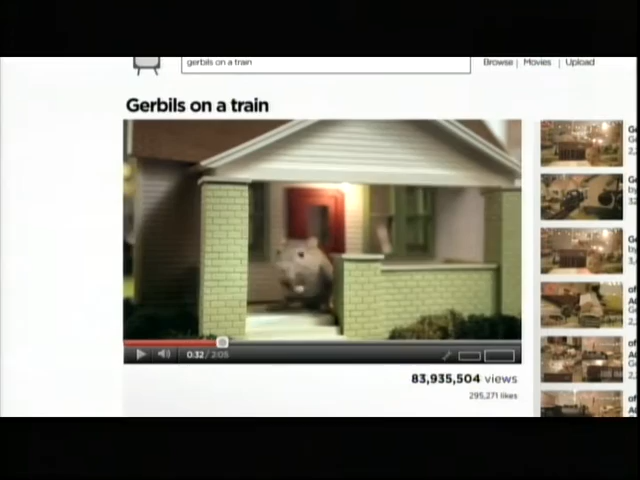 gerbils on a train
Browse | Movies | Upload
Gerbils on a train
0:32 / 2:05
83,935,504 views
295,271 likes